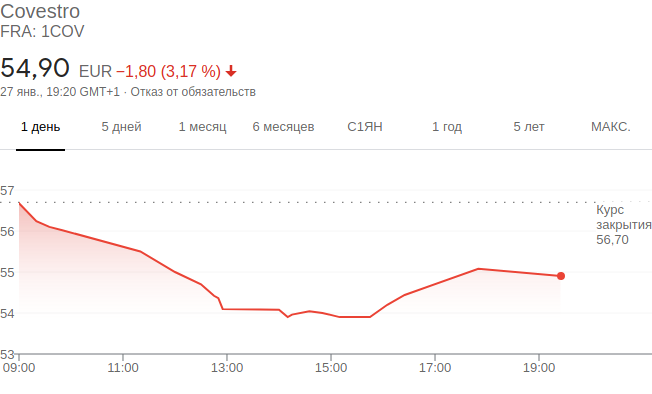 Covestro
FRA: 1COV
54,90 EUR −1,80 (3,17 %)
27 янв., 19:20 GMT+1 · Отказ от обязательств
1 день 5 дней 1 месяц 6 месяцев С1ЯН 1 год 5 лет МАКС.
57
Курс
закрытия
56,70
56
55
54
53
09:00 11:00 13:00 15:00 17:00 19:00